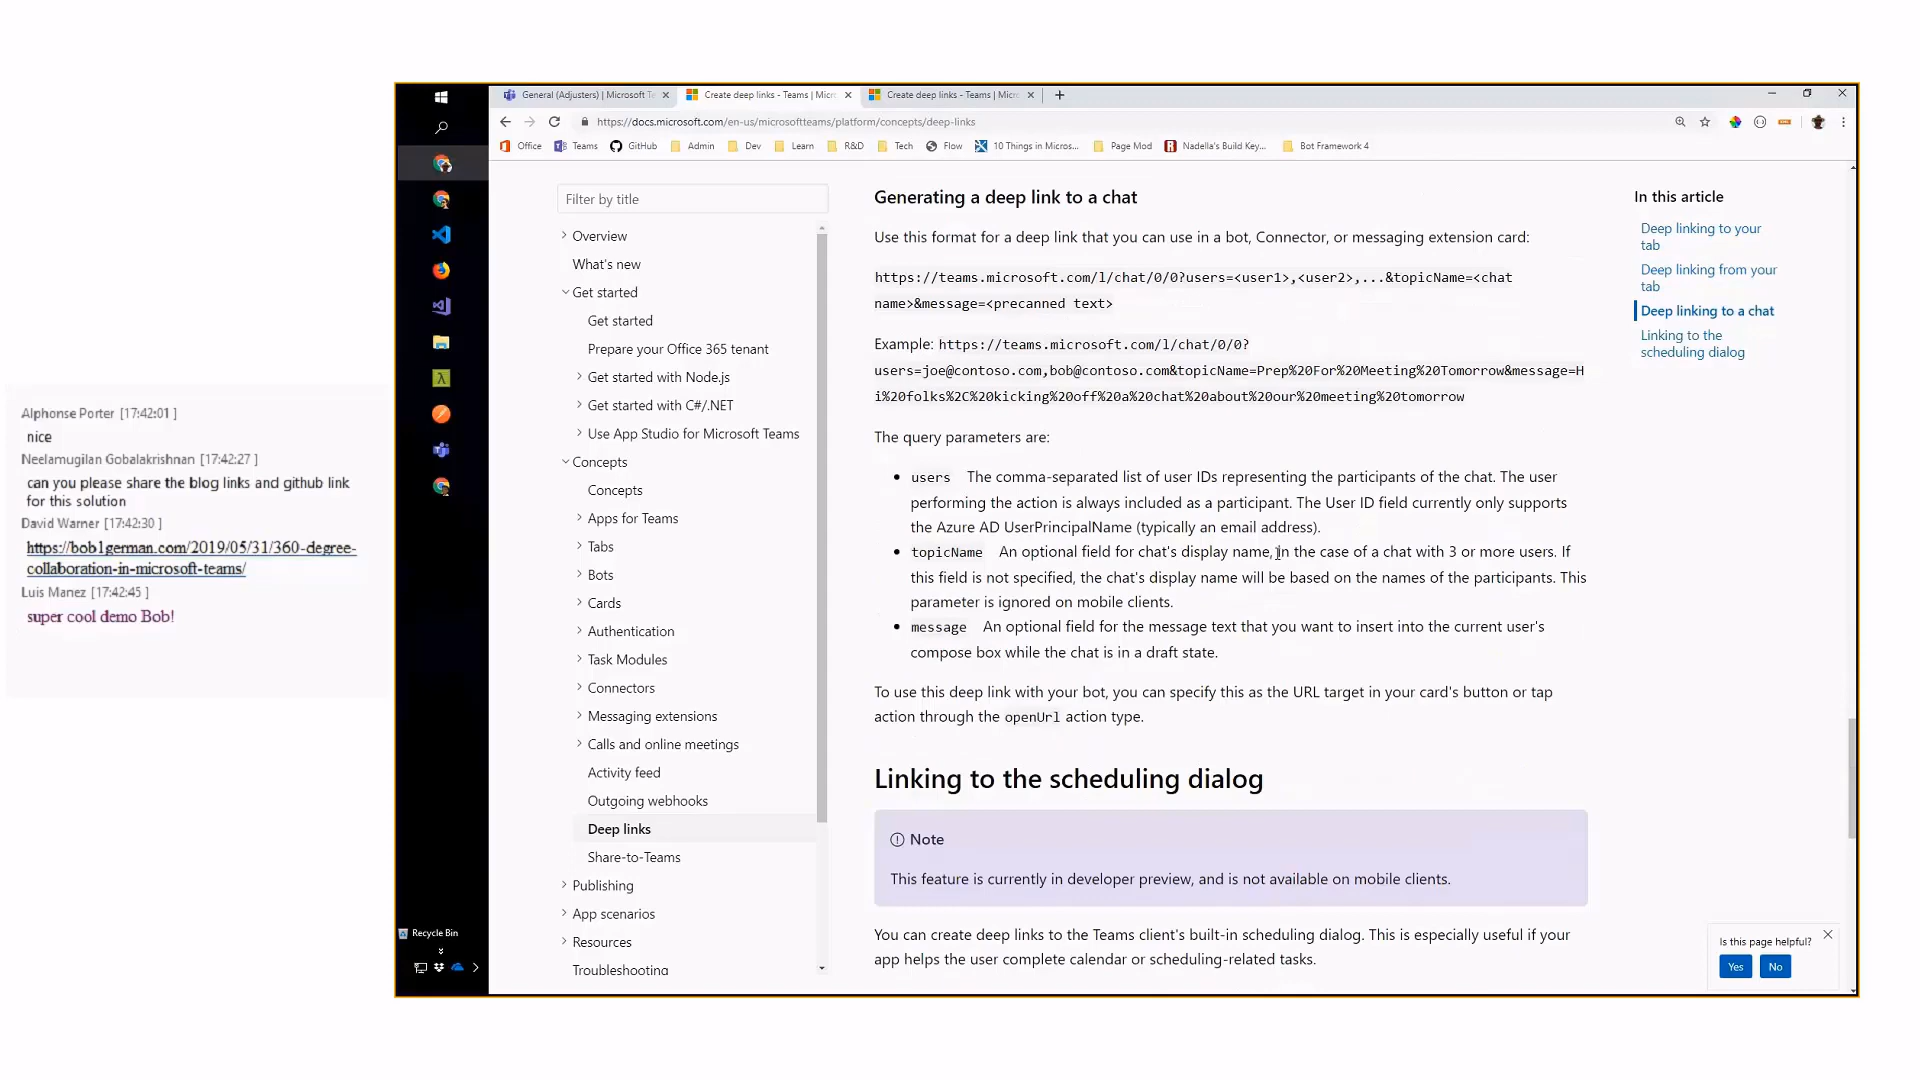 Alphonse Porter [17:42:01 ]
nice
Neelamugilan Gobalakrishnan [17:42:27 ]
can you please share the blog links and github link
for this solution
David Warner [17:42:30 ]
https://bob1german.com/2019/05/31/360-degree-
collaboration-in-microsoft-teams/
Luis Manez [17:42:45 ]
super cool demo Bob!
General (Adjusters) | Microsoft Te
Create deep links - Teams | Micr
Create deep links - Teams | Micr
https://docs.microsoft.com/en-us/microsoftteams/platform/concepts/deep-links
Office
Teams
GitHub
Admin
Dev
Learn
R&D
Tech
Flow
10 Things in Micros...
Page Mod
Nadella's Build Key...
Bot Framework 4
Recycle Bin
Filter by title
Overview
What's new
Get started
Get started
Prepare your Office 365 tenant
Get started with Node.js
Get started with C#/.NET
Use App Studio for Microsoft Teams
Concepts
Concepts
Apps for Teams
Tabs
Bots
Cards
Authentication
Task Modules
Connectors
Messaging extensions
Calls and online meetings
Activity feed
Outgoing webhooks
Deep links
Share-to-Teams
Publishing
App scenarios
Resources
Troubleshooting
Generating a deep link to a chat
Use this format for a deep link that you can use in a bot, Connector, or messaging extension card:
https://teams.microsoft.com/l/chat/0/0?users=<user1>,<user2>,...&topicName=<chat
name>&message=<precanned text>
Example: https://teams.microsoft.com/l/chat/0/0?
users=joe@contoso.com,bob@contoso.com&topicName=Prep%20For%20Meeting%20Tomorrow&message=H
i%20folks%2C%20kicking%20off%20a%20chat%20about%20our%20meeting%20tomorrow
The query parameters are:
users The comma-separated list of user IDs representing the participants of the chat. The user
performing the action is always included as a participant. The User ID field currently only supports
the Azure AD UserPrincipalName (typically an email address).
topicName An optional field for chat's display name, in the case of a chat with 3 or more users. If
this field is not specified, the chat's display name will be based on the names of the participants. This
parameter is ignored on mobile clients.
message An optional field for the message text that you want to insert into the current user's
compose box while the chat is in a draft state.
To use this deep link with your bot, you can specify this as the URL target in your card's button or tap
action through the openUrl action type.
Linking to the scheduling dialog
Note
This feature is currently in developer preview, and is not available on mobile clients.
You can create deep links to the Teams client's built-in scheduling dialog. This is especially useful if your
app helps the user complete calendar or scheduling-related tasks.
In this article
Deep linking to your
tab
Deep linking from your
tab
Deep linking to a chat
Linking to the
scheduling dialog
Is this page helpful?
Yes
No